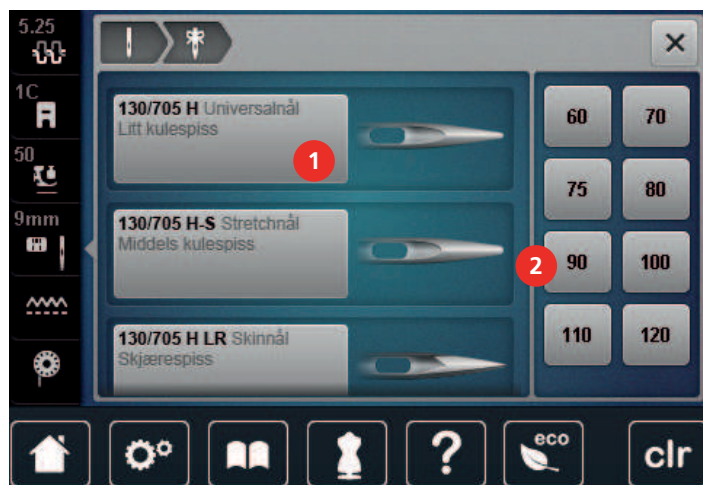 5.25
1C
50
9mm
130/705 H Universalnål
Litt kulespiss
1
130/705 H-S Stretchnål
Middels kulespiss
130/705 H LR Skinnål
Skjærespiss
60 70
75 80
2
90 100
110 120
?
eco
clr